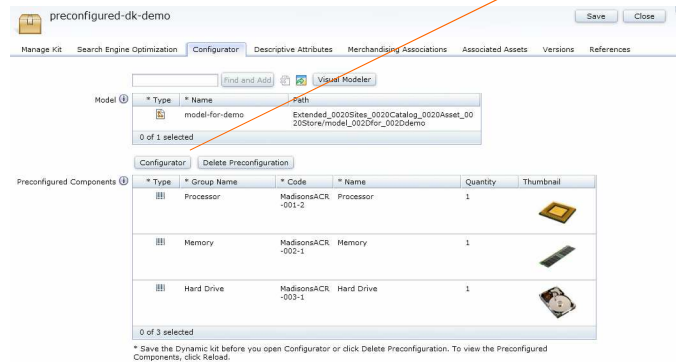 preconfigured-dk-demo
Save Close
Manage Kit Search Engine Optimization Configurator Descriptive Attributes Merchandising Associations Associated Assets Versions References
Find and Add Visual Modeler
Model * Type * Name Path
model-for-demo Extended_0020Sites_0020Catalog_0020Asset_00
20Store/model_002Dfor_002Ddemo
0 of 1 selected
Configurator Delete Preconfiguration
Preconfigured Components * Type * Group Name * Code * Name Quantity Thumbnail
Processor MadisonsACR Processor 1
-001-2
Memory MadisonsACR Memory 1
-002-1
Hard Drive MadisonsACR Hard Drive 1
-003-1
0 of 3 selected
* Save the Dynamic kit before you open Configurator or click Delete Preconfiguration. To view the Preconfigured
Components, click Reload.